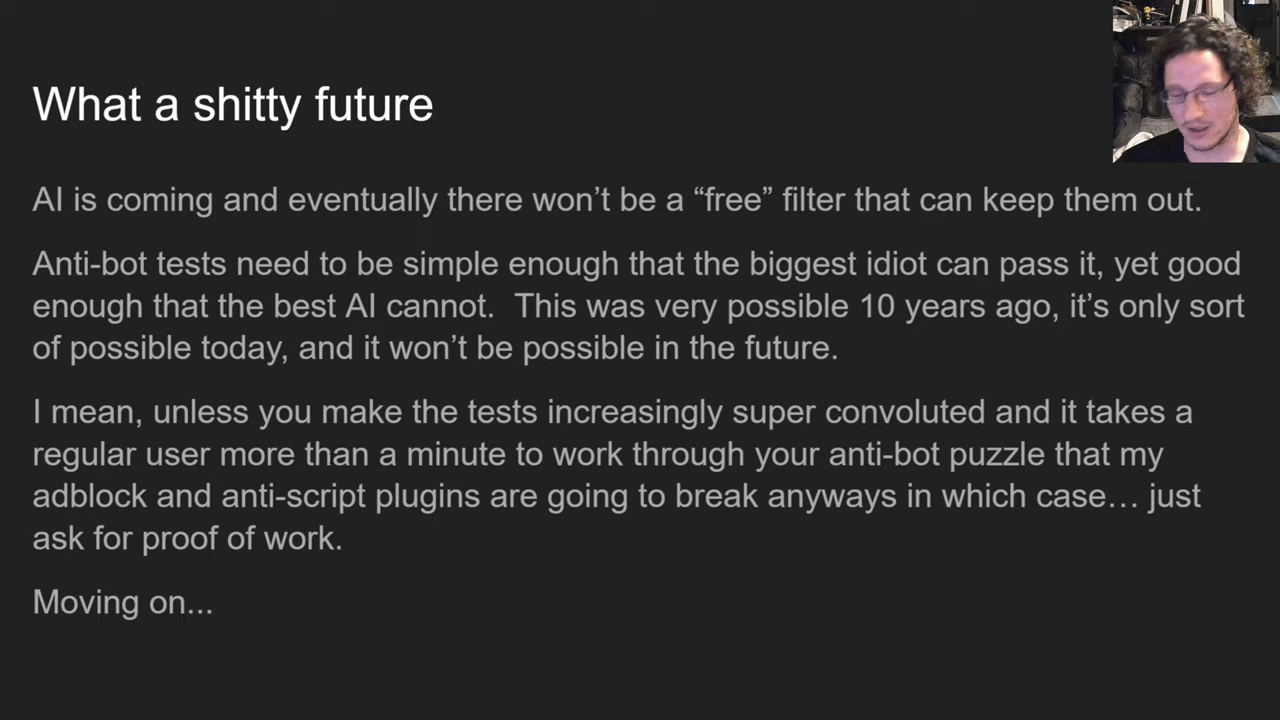 What a shitty future
AI is coming and eventually there won’t be a “free” filter that can keep them out.
Anti-bot tests need to be simple enough that the biggest idiot can pass it, yet good
enough that the best AI cannot.  This was very possible 10 years ago, it’s only sort
of possible today, and it won’t be possible in the future.
I mean, unless you make the tests increasingly super convoluted and it takes a
regular user more than a minute to work through your anti-bot puzzle that my
adblock and anti-script plugins are going to break anyways in which case… just
ask for proof of work.
Moving on...